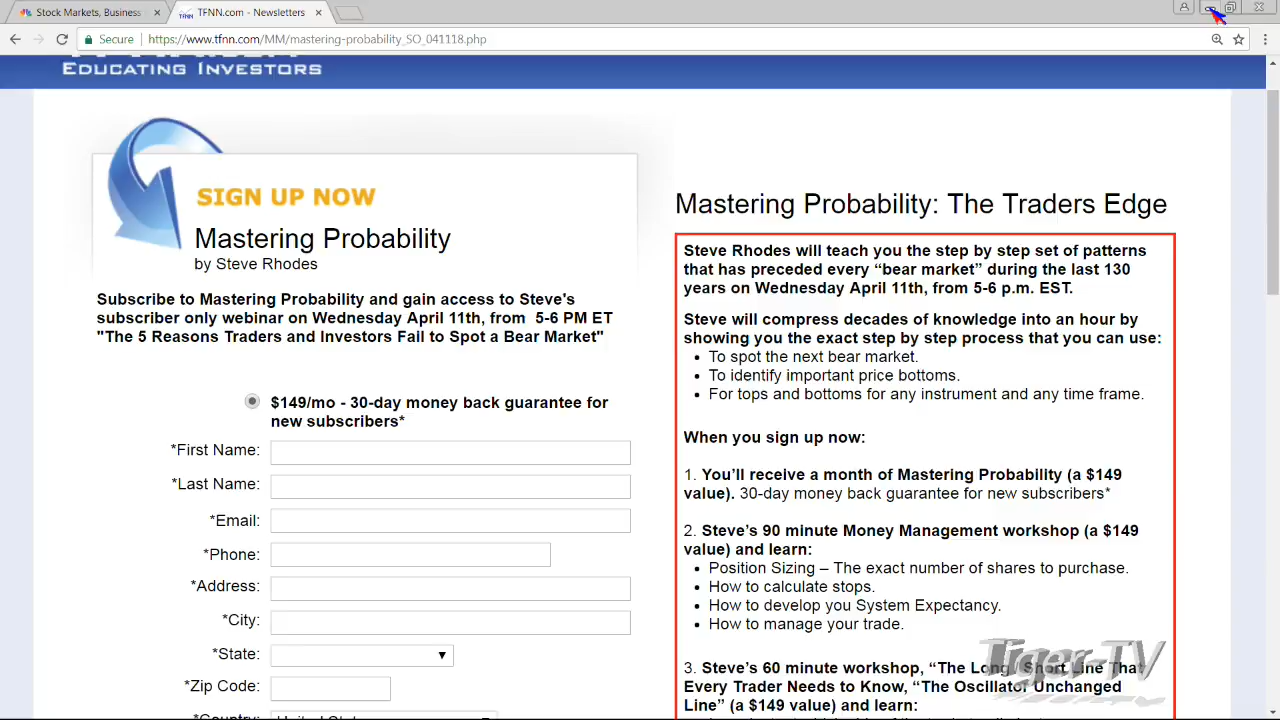 Stock Markets, Business
TFNN.com - Newsletters
Secure https://www.tfnn.com/MM/mastering-probability_SO_041118.php
EDUCATING INVESTORS
SIGN UP NOW
Mastering Probability
by Steve Rhodes
Subscribe to Mastering Probability and gain access to Steve's
subscriber only webinar on Wednesday April 11th, from 5-6 PM ET
"The 5 Reasons Traders and Investors Fail to Spot a Bear Market"
$149/mo - 30-day money back guarantee for
new subscribers*
*First Name:
*Last Name:
*Email:
*Phone:
*Address:
*City:
*State:
*Zip Code:
*Country:
United States
Mastering Probability: The Traders Edge
Steve Rhodes will teach you the step by step set of patterns
that has preceded every “bear market” during the last 130
years on Wednesday April 11th, from 5-6 p.m. EST.
Steve will compress decades of knowledge into an hour by
showing you the exact step by step process that you can use:
• To spot the next bear market.
• To identify important price bottoms.
• For tops and bottoms for any instrument and any time frame.
When you sign up now:
1. You’ll receive a month of Mastering Probability (a $149
value). 30-day money back guarantee for new subscribers*
2. Steve’s 90 minute Money Management workshop (a $149
value) and learn:
• Position Sizing – The exact number of shares to purchase.
• How to calculate stops.
• How to develop you System Expectancy.
• How to manage your trade.
3. Steve’s 60 minute workshop, “The Long / Short Line That
Every Trader Needs to Know, “The Oscillator Unchanged
Line” (a $149 value) and learn:
Tiger-TV